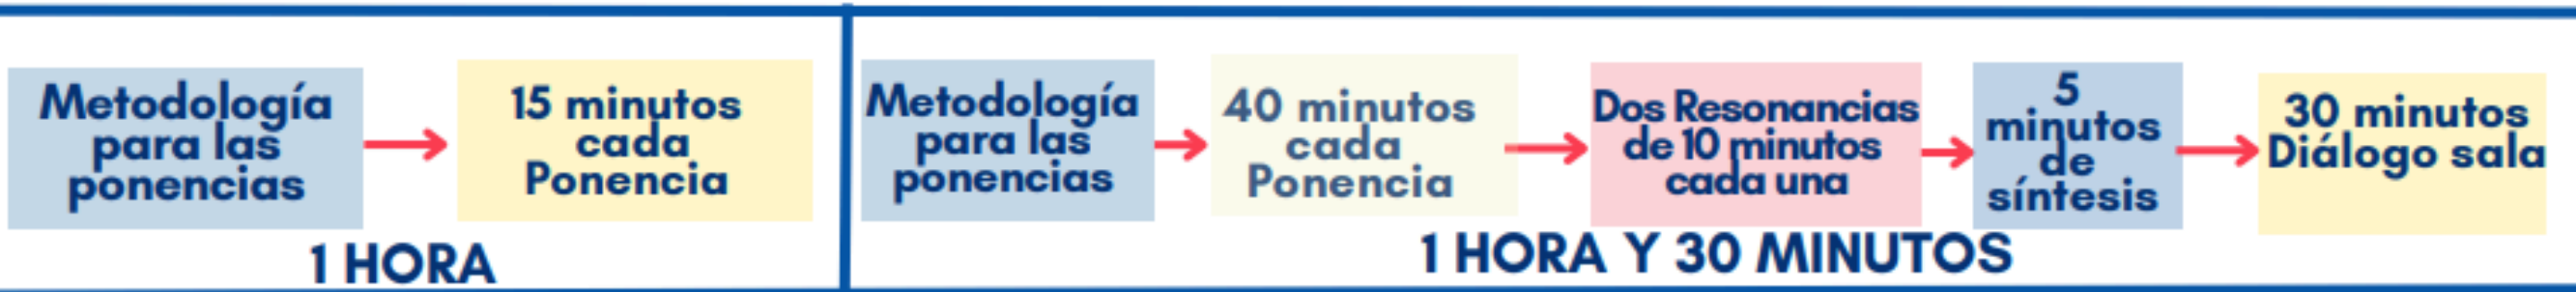 Metodología
para las
ponencias
15 minutos
cada
Ponencia
1 HORA
Metodología
para las
ponencias
40 minutos
cada
Ponencia
Dos Resonancias
de 10 minutos
cada una
5
minutos
de
síntesis
30 minutos
Diálogo sala
1 HORA Y 30 MINUTOS